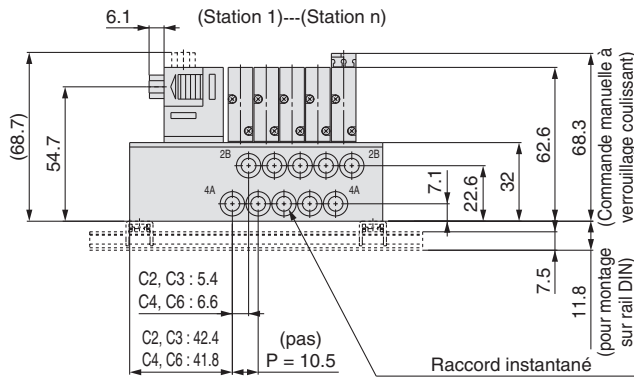 6.1
(Station 1)---(Station n)
(68.7)
54.7
2B
2B
4A
4A
7.1
22.6
32
62.6
68.3
(Commande manuelle à
verrouillage coulissant)
7.5
11.8
(pour montage
sur rail DIN)
C2, C3 : 5.4
C4, C6 : 6.6
C2, C3 : 42.4
C4, C6 : 41.8
(pas)
P = 10.5
Raccord instantané